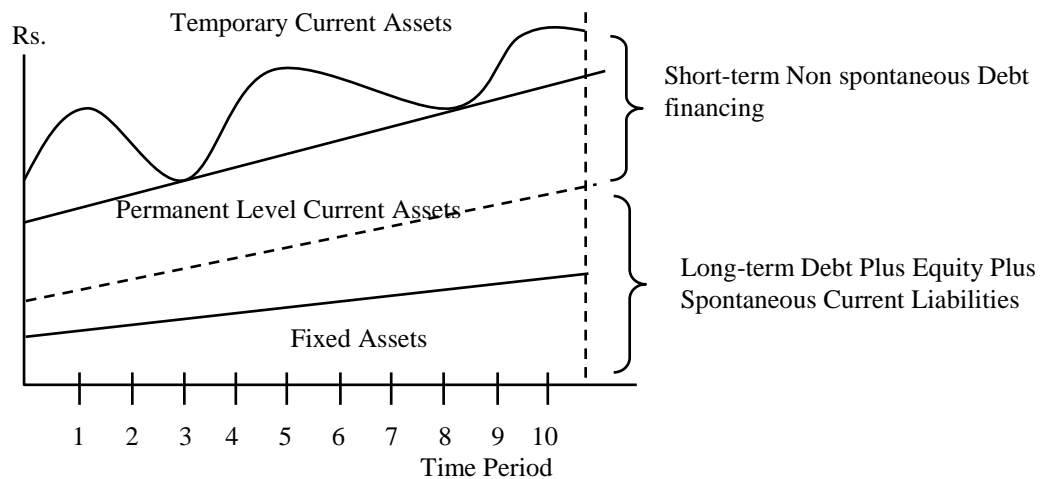 Temporary Current Assets
Rs.
Short-term Non spontaneous Debt
financing
Permanent Level Current Assets
Long-term Debt Plus Equity Plus
Spontaneous Current Liabilities
Fixed Assets
1 2 3 4 5 6 7 8 9 10
Time Period